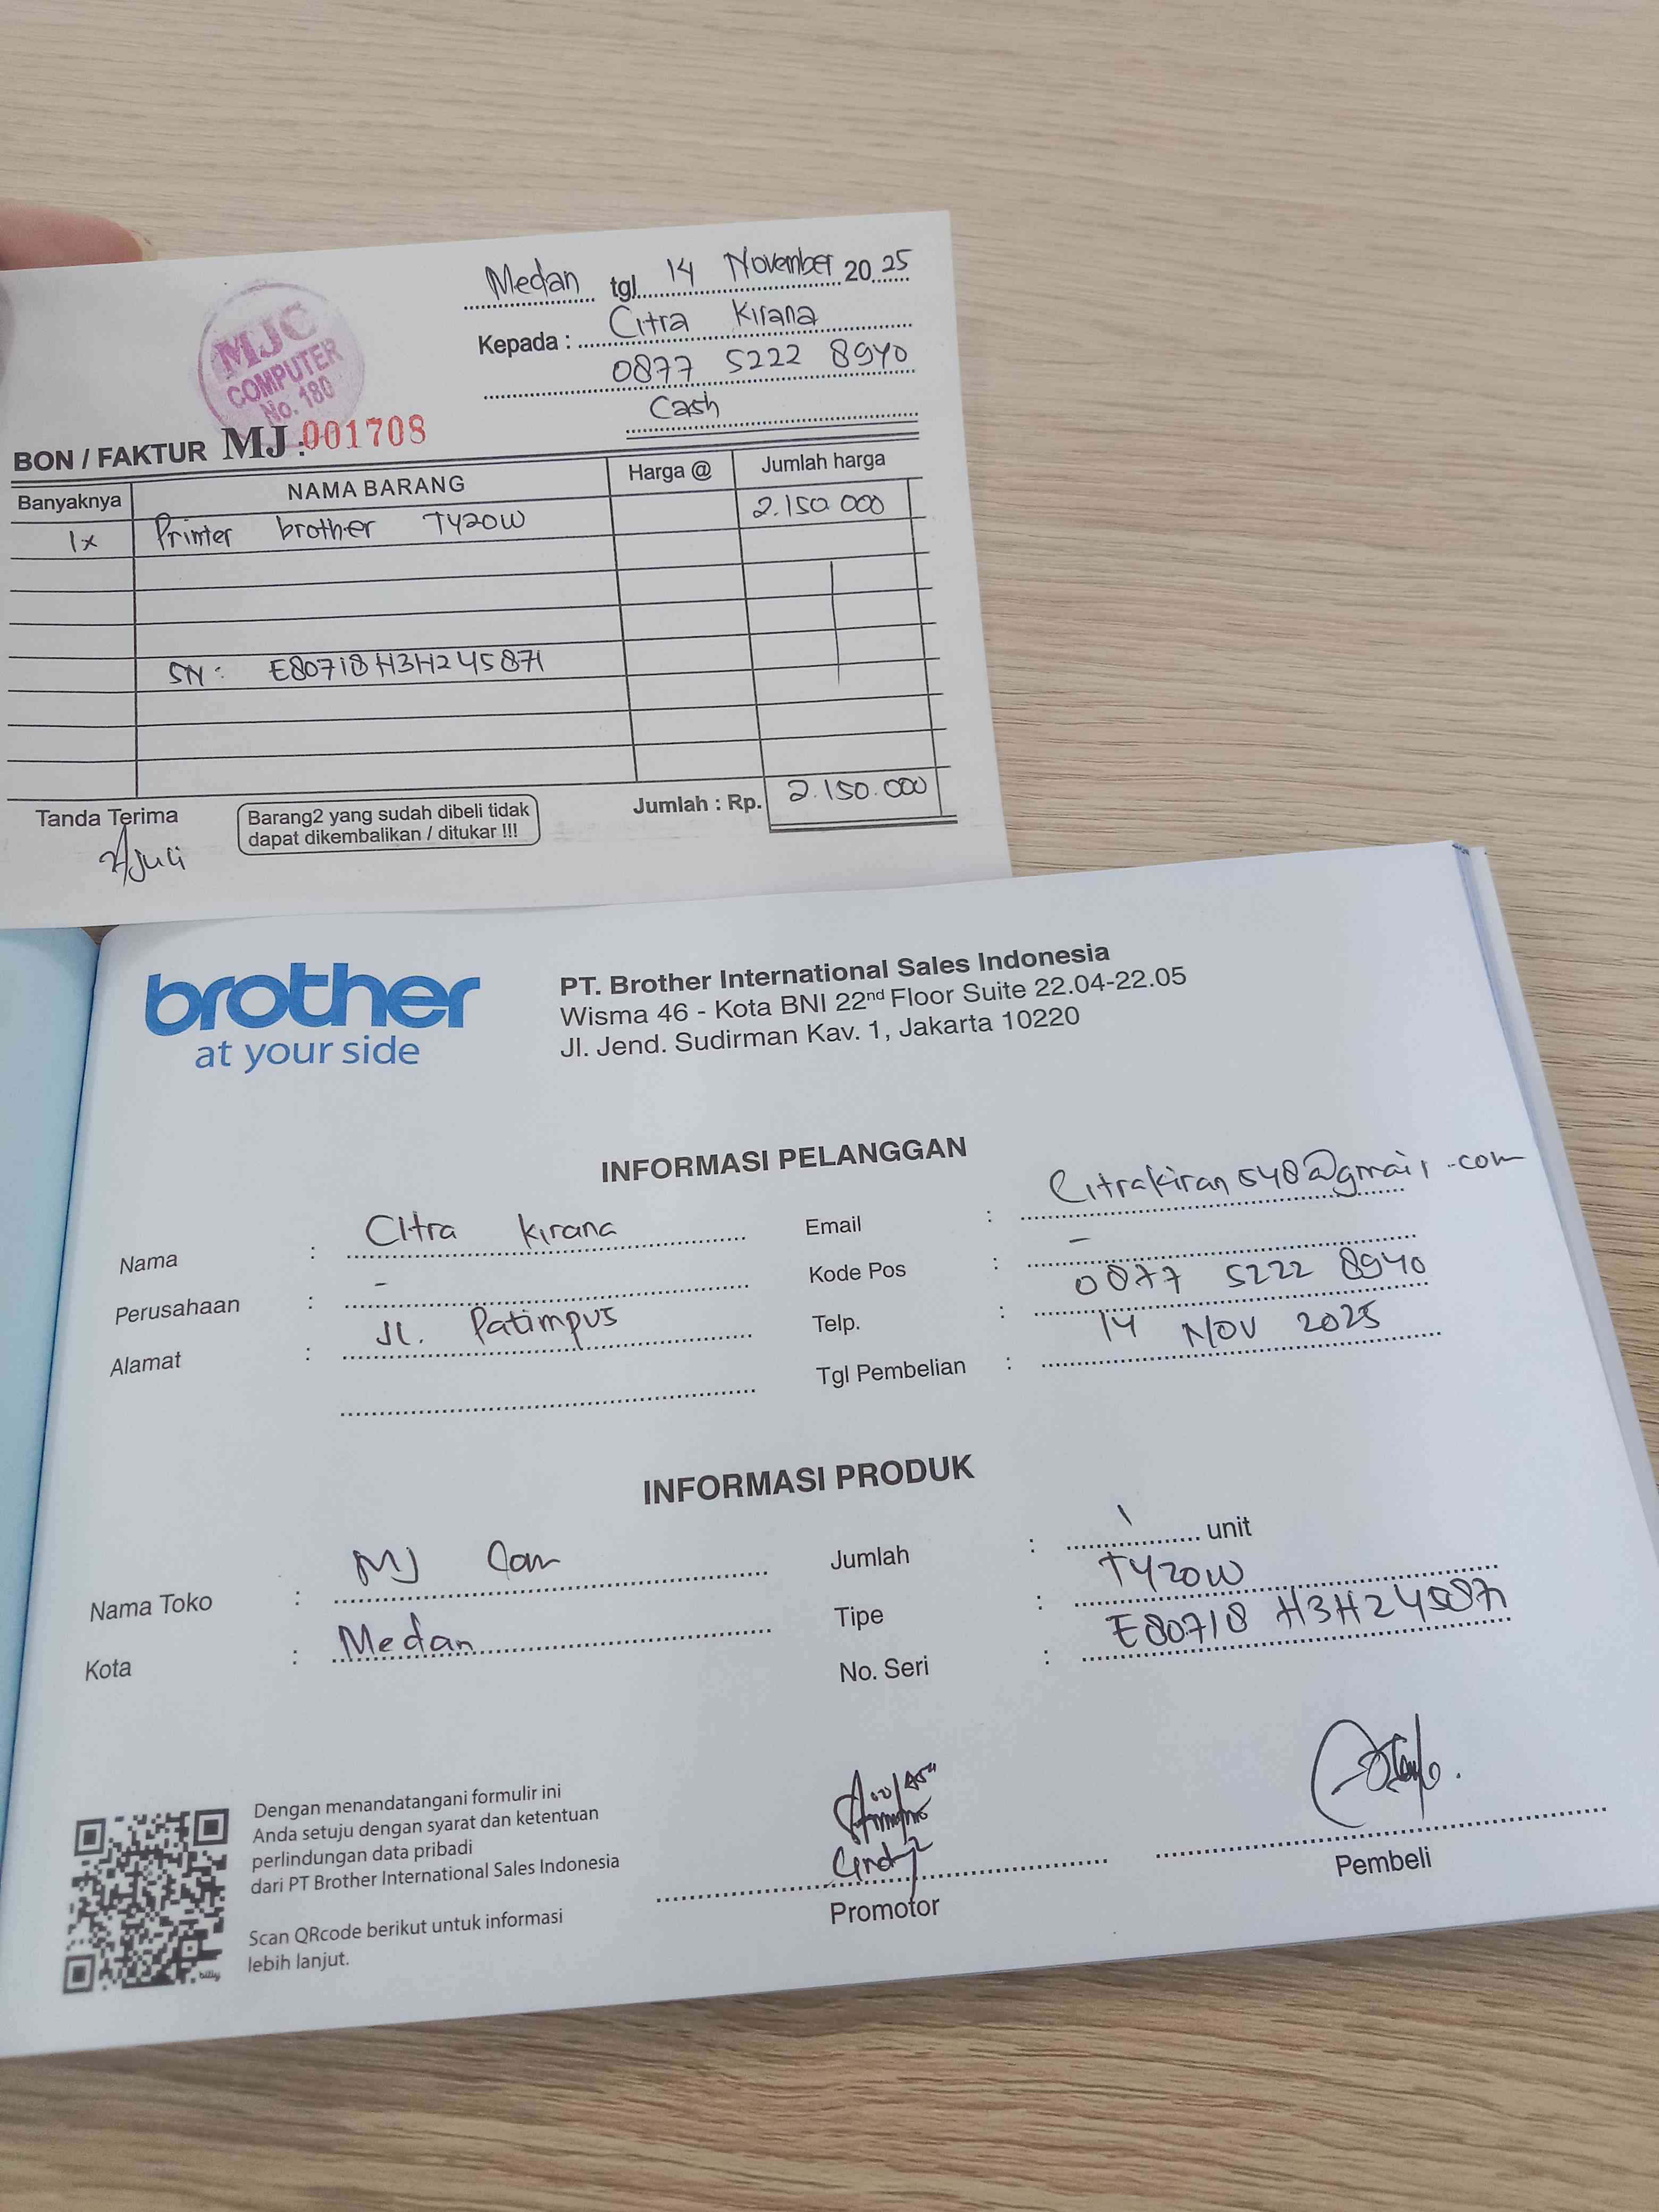 Medan tgl 14 November 2025
Kepada : Citra Kirana
0877 5222 8940
Cash
MJC
COMPUTER
No. 180
BON / FAKTUR MJ : 001708
Banyaknya NAMA BARANG Harga @ Jumlah harga
1x Printer brother T420W 2.150.000
SN : E80718H3H245871
Jumlah : Rp. 2.150.000
Tanda Terima
Juli
Barang2 yang sudah dibeli tidak
dapat dikembalikan / ditukar !!!
brother
at your side
PT. Brother International Sales Indonesia
Wisma 46 - Kota BNI 22nd Floor Suite 22.04-22.05
Jl. Jend. Sudirman Kav. 1, Jakarta 10220
INFORMASI PELANGGAN
Nama : Citra Kirana
Perusahaan : -
Alamat : Jl. Patimpus
Email : Citrakiran548@gmail.com
Kode Pos : -
Telp. : 0877 5222 8940
Tgl Pembelian : 14 Nov 2025
INFORMASI PRODUK
Nama Toko : MJ Com
Kota : Medan
Jumlah : 1 unit
Tipe : T420W
No. Seri : E80718H3H245871
Dengan menandatangani formulir ini
Anda setuju dengan syarat dan ketentuan
perlindungan data pribadi
dari PT Brother International Sales Indonesia
Scan QRcode berikut untuk informasi
lebih lanjut.
Cindy
Promotor
Pembeli